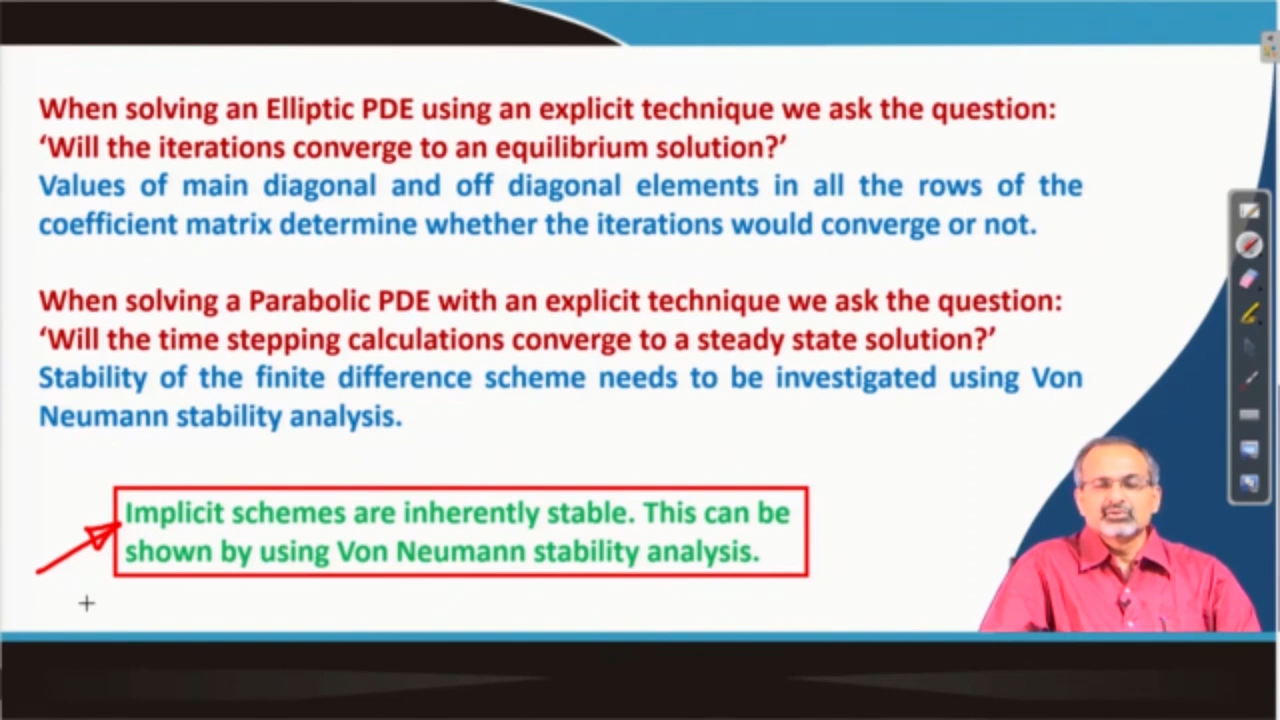 When solving an Elliptic PDE using an explicit technique we ask the question:
‘Will the iterations converge to an equilibrium solution?’
Values of main diagonal and off diagonal elements in all the rows of the
coefficient matrix determine whether the iterations would converge or not.
When solving a Parabolic PDE with an explicit technique we ask the question:
‘Will the time stepping calculations converge to a steady state solution?’
Stability of the finite difference scheme needs to be investigated using Von
Neumann stability analysis.
Implicit schemes are inherently stable. This can be
shown by using Von Neumann stability analysis.